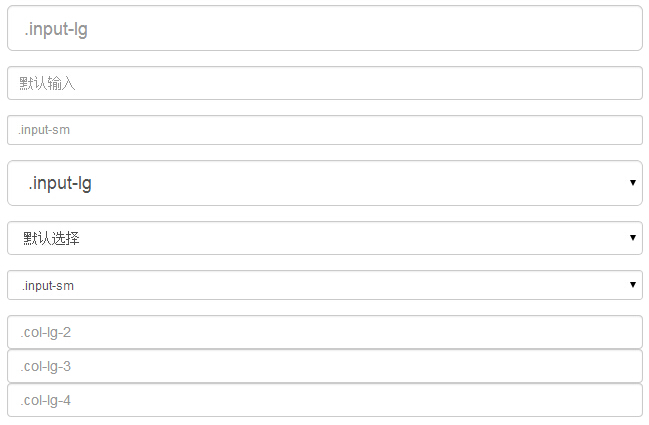 .input-lg
默认输入
.input-sm
.input-lg
默认选择
.input-sm
.col-lg-2
.col-lg-3
.col-lg-4